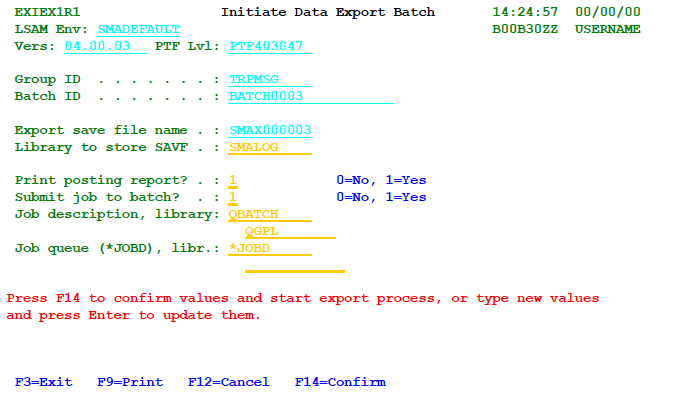 EXIEX1R1 Initiate Data Export Batch 14:24:57 00/00/00
LSAM Env: SMADEFAULT B00B30ZZ USERNAME
Vers: 04.00.03 PTF Lvl: PTF403047
Group ID . . . . . . . : TRPMSG
Batch ID . . . . . . . : BATCH0003
Export save file name . : SMAX000003
Library to store SAVF . : SMALOG
Print posting report? . : 1 0=No, 1=Yes
Submit job to batch? . : 1 0=No, 1=Yes
Job description, library: QBATCH
QGPL
Job queue (*JOBD), libr.: *JOBD
Press F14 to confirm values and start export process, or type new values
and press Enter to update them.
F3=Exit F9=Print F12=Cancel F14=Confirm